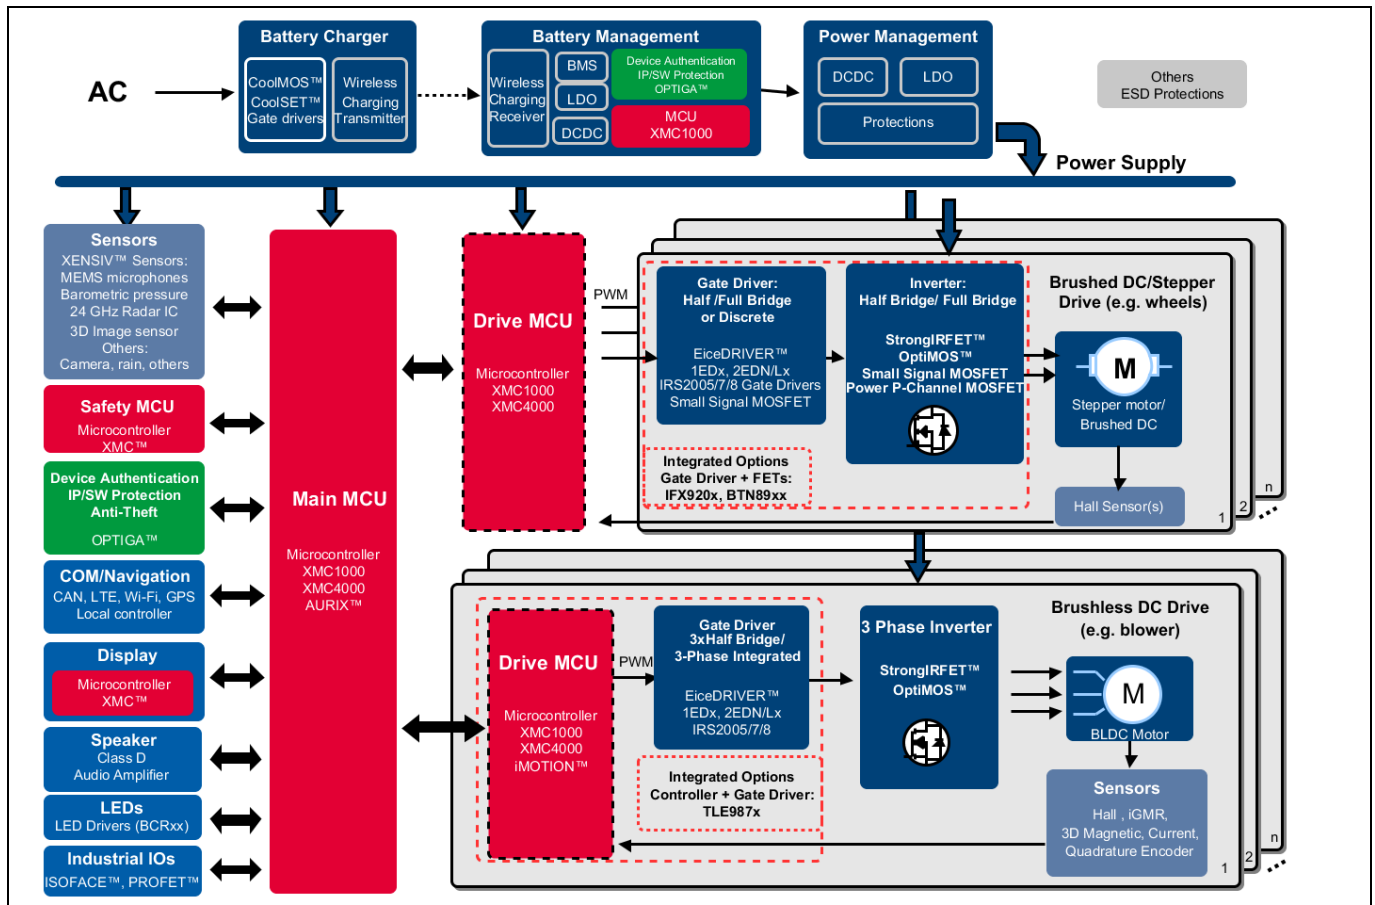 Battery Charger
Battery Management
Power Management
AC
CoolMOS™
CoolSET™
Gate drivers
Wireless
Charging
Transmitter
Wireless
Charging
Receiver
BMS
LDO
DCDC
Device Authentication
IP/SW Protection
OPTIGA™
MCU
XMC1000
DCDC
LDO
Protections
Others
ESD Protections
Power Supply
Sensors
XENSIV™ Sensors:
MEMS microphones
Barometric pressure
24 GHz Radar IC
3D Image sensor
Others:
Camera, rain, others
Safety MCU
Microcontroller
XMC™
Device Authentication
IP/SW Protection
Anti-Theft
OPTIGA™
COM/Navigation
CAN, LTE, Wi-Fi, GPS
Local controller
Display
Microcontroller
XMC™
Speaker
Class D
Audio Amplifier
LEDs
LED Drivers (BCRxx)
Industrial IOs
ISOFACE™, PROFET™
Main MCU
Microcontroller
XMC1000
XMC4000
AURIX™
Drive MCU
Microcontroller
XMC1000
XMC4000
PWM
Gate Driver:
Half /Full Bridge
or Discrete
EiceDRIVER™
1EDx, 2EDN/Lx
IRS2005/7/8 Gate Drivers
Small Signal MOSFET
Inverter:
Half Bridge/ Full Bridge
StrongIRFET™
OptiMOS™
Small Signal MOSFET
Power P-Channel MOSFET
Brushed DC/Stepper
Drive (e.g. wheels)
M
Stepper motor/
Brushed DC
Integrated Options
Gate Driver + FETs:
IFX920x, BTN89xx
Hall Sensor(s)
1
2
n
Drive MCU
Microcontroller
XMC1000
XMC4000
iMOTION™
PWM
Gate Driver
3xHalf Bridge/
3-Phase Integrated
EiceDRIVER™
1EDx, 2EDN/Lx
IRS2005/7/8
3 Phase Inverter
StrongIRFET™
OptiMOS™
Brushless DC Drive
(e.g. blower)
M
BLDC Motor
Integrated Options
Controller + Gate Driver:
TLE987x
Sensors
Hall , iGMR,
3D Magnetic, Current,
Quadrature Encoder
1
2
n